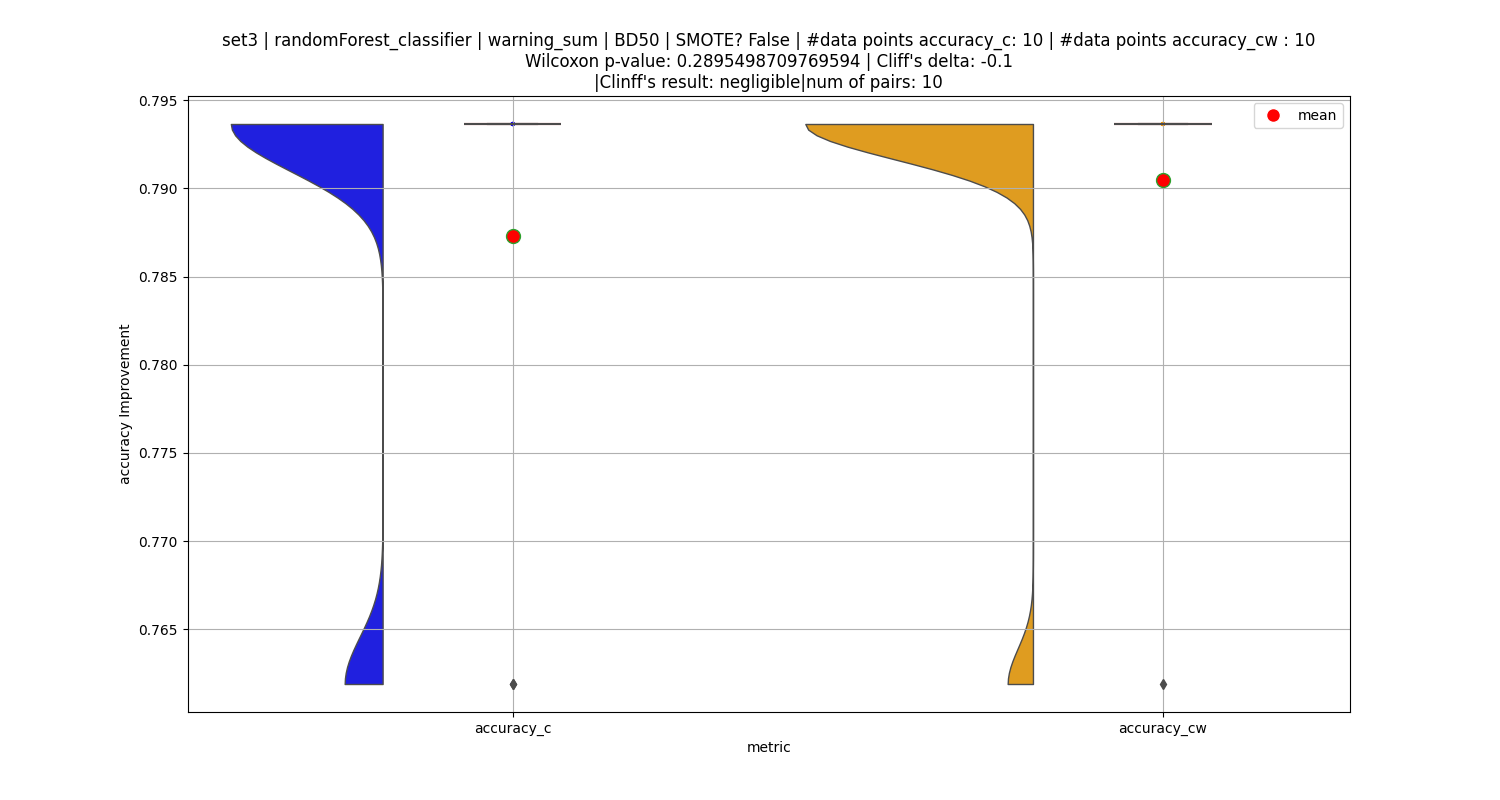 set3 | randomForest_classifier | warning_sum | BD50 | SMOTE? False | #data points accuracy_c: 10 | #data points accuracy_cw : 10
Wilcoxon p-value: 0.2895498709769594 | Cliff's delta: -0.1
|Clinff's result: negligible|num of pairs: 10
0.795
0.790
0.785
0.780
0.775
0.770
0.765
accuracy Improvement
mean
accuracy_c
accuracy_cw
metric